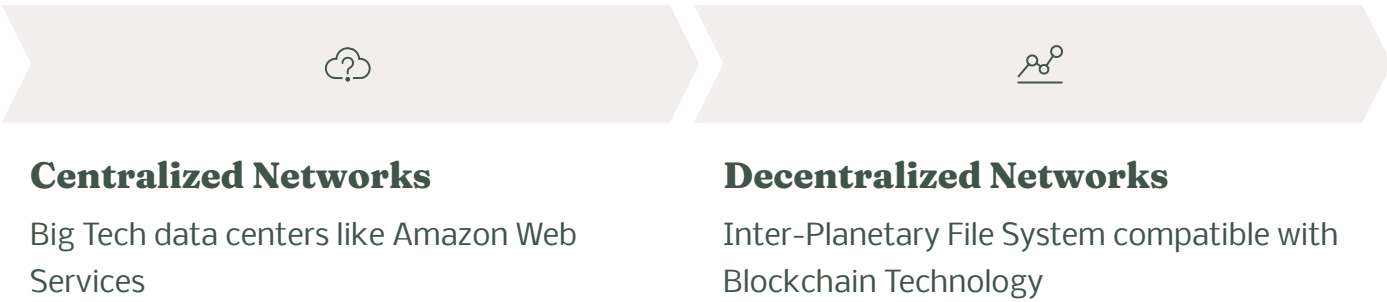 Centralized Networks
Big Tech data centers like Amazon Web
Services
Decentralized Networks
Inter-Planetary File System compatible with
Blockchain Technology